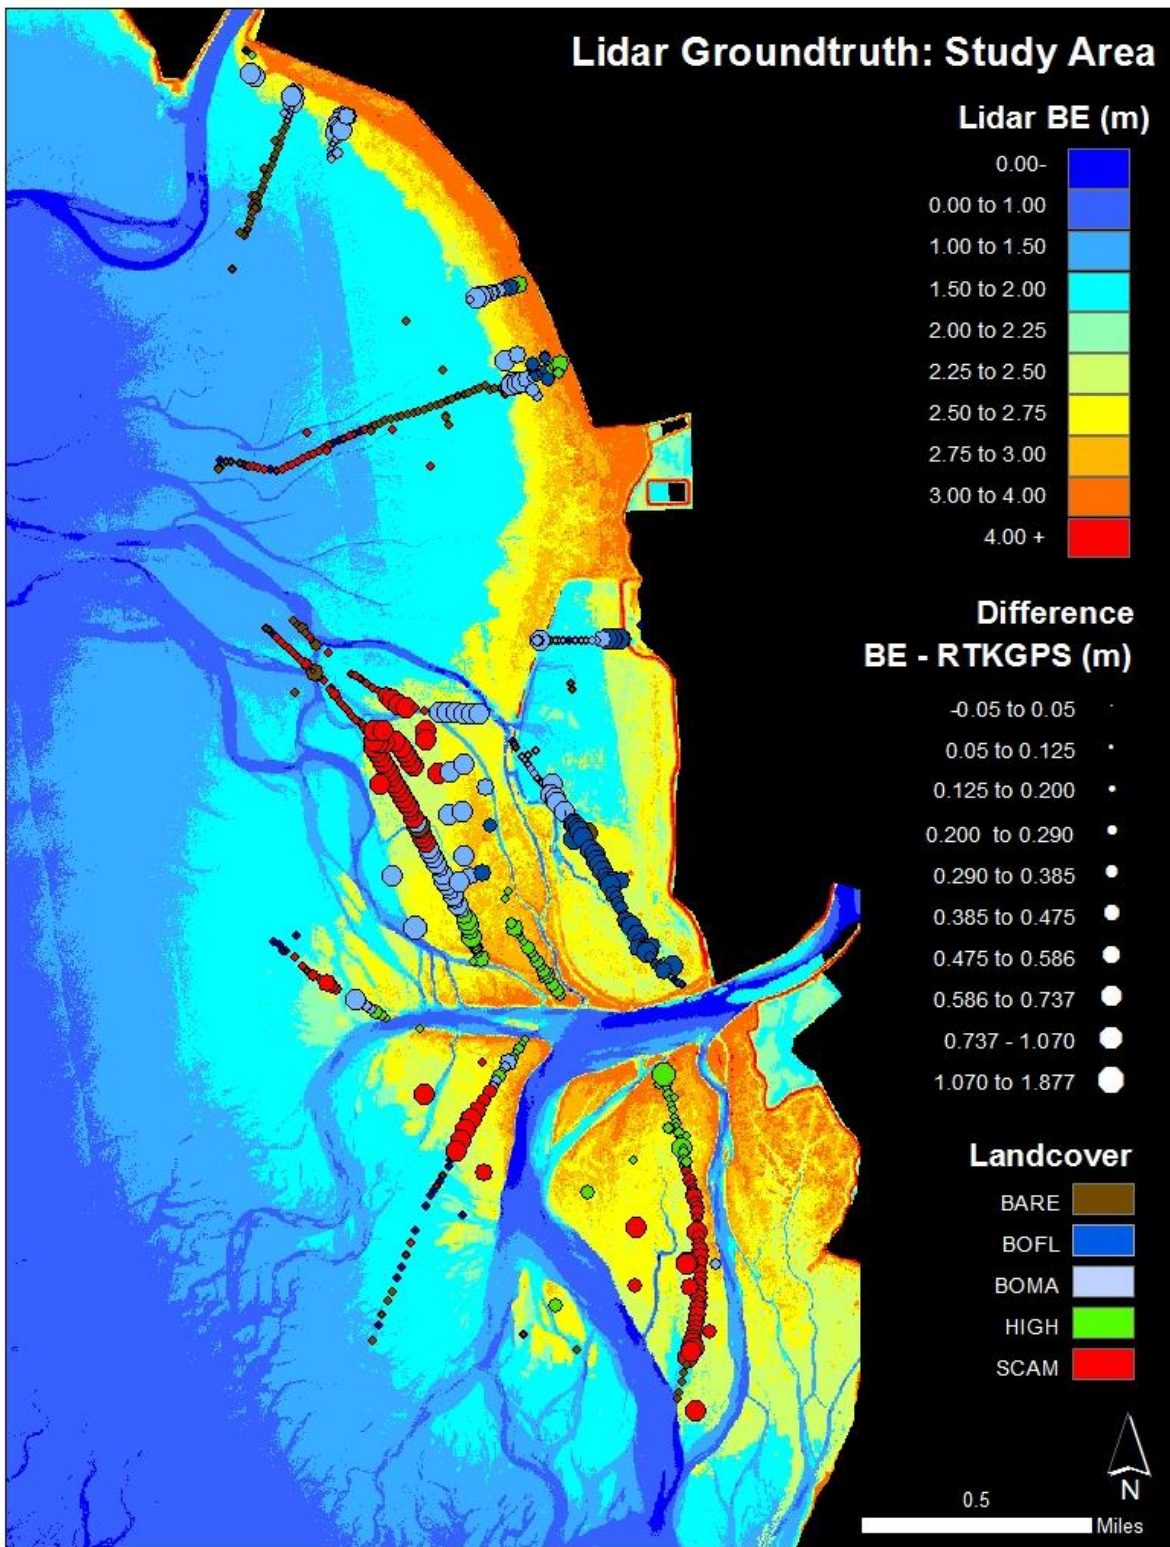 Lidar Groundtruth: Study Area
Lidar BE (m)
0.00-
0.00 to 1.00
1.00 to 1.50
1.50 to 2.00
2.00 to 2.25
2.25 to 2.50
2.50 to 2.75
2.75 to 3.00
3.00 to 4.00
4.00 +
Difference
BE - RTKGPS (m)
-0.05 to 0.05
0.05 to 0.125
0.125 to 0.200
0.200 to 0.290
0.290 to 0.385
0.385 to 0.475
0.475 to 0.586
0.586 to 0.737
0.737 - 1.070
1.070 to 1.877
Landcover
BARE
BOFL
BOMA
HIGH
SCAM
N
0.5
Miles